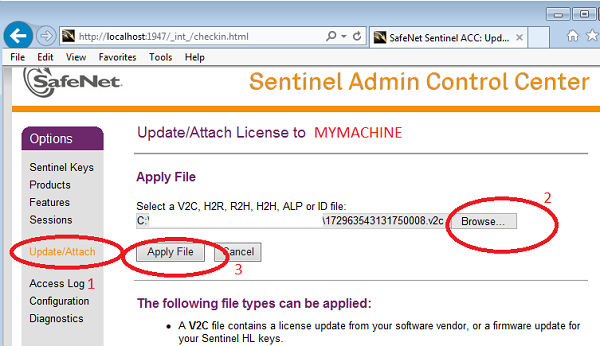 http://localhost:1947/_int_/checkin.html
SafeNet Sentinel ACC: Upd...
File Edit View Favorites Tools Help
SafeNet.
Sentinel Admin Control Center
Options
Sentinel Keys
Products
Features
Sessions
Update/Attach
Access Log 1
Configuration
Diagnostics
Update/Attach License to MYMACHINE
Apply File
Select a V2C, H2R, R2H, H2H, ALP or ID file:
C:\ \172963543131750008.v2c Browse... 2
Apply File Cancel
3
The following file types can be applied:
• A V2C file contains a license update from your software vendor, or a firmware update for
your Sentinel HL keys.